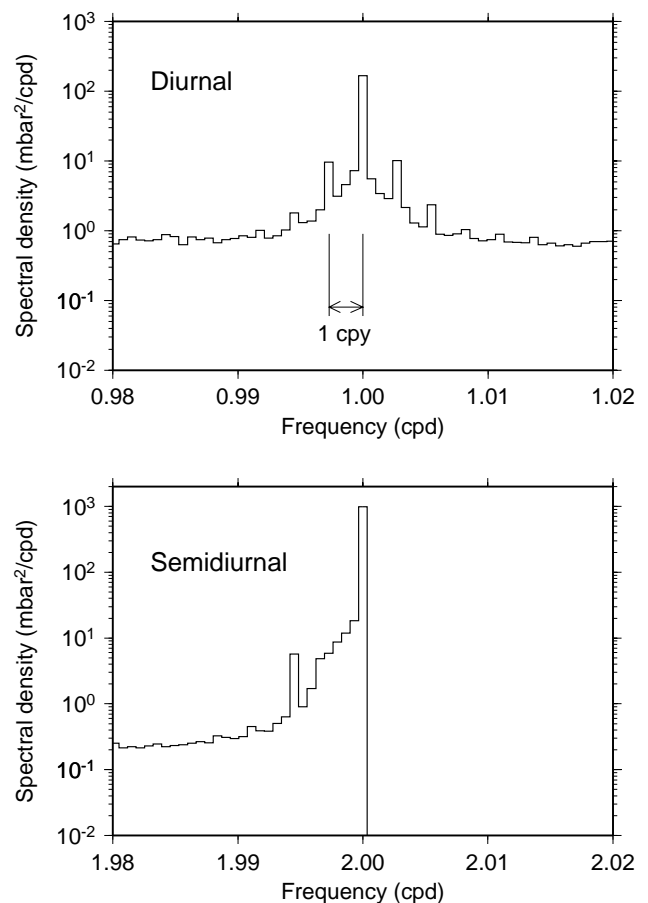 Diurnal
Spectral density (mbar²/cpd)
10³
10²
10¹
10⁰
10⁻¹
10⁻²
1 cpy
0.98 0.99 1.00 1.01 1.02
Frequency (cpd)
Semidiurnal
Spectral density (mbar²/cpd)
10³
10²
10¹
10⁰
10⁻¹
10⁻²
1.98 1.99 2.00 2.01 2.02
Frequency (cpd)